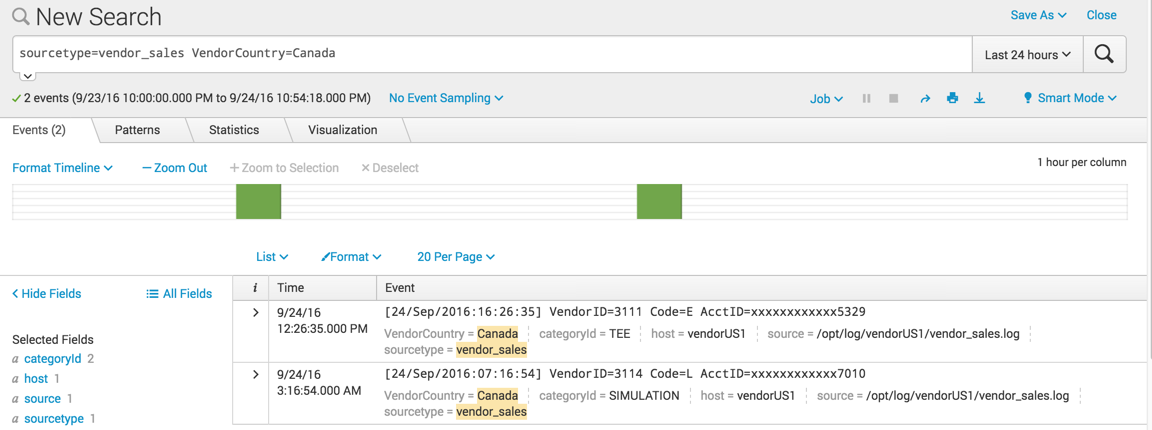 New Search
Save As
Close
sourcetype=vendor_sales VendorCountry=Canada
Last 24 hours
2 events (9/23/16 10:00:00.000 PM to 9/24/16 10:54:18.000 PM)
No Event Sampling
Job
Smart Mode
Events (2)
Patterns
Statistics
Visualization
Format Timeline
— Zoom Out
+ Zoom to Selection
× Deselect
1 hour per column
List
Format
20 Per Page
< Hide Fields
All Fields
i
Time
Event
Selected Fields
a categoryId 2
a host 1
a source 1
a sourcetype 1
9/24/16
12:26:35.000 PM
[24/Sep/2016:16:26:35] VendorID=3111 Code=E AcctID=xxxxxxxxxxxx5329
VendorCountry = Canada categoryId = TEE host = vendorUS1 source = /opt/log/vendorUS1/vendor_sales.log
sourcetype = vendor_sales
9/24/16
3:16:54.000 AM
[24/Sep/2016:07:16:54] VendorID=3114 Code=L AcctID=xxxxxxxxxxxx7010
VendorCountry = Canada categoryId = SIMULATION host = vendorUS1 source = /opt/log/vendorUS1/vendor_sales.log
sourcetype = vendor_sales